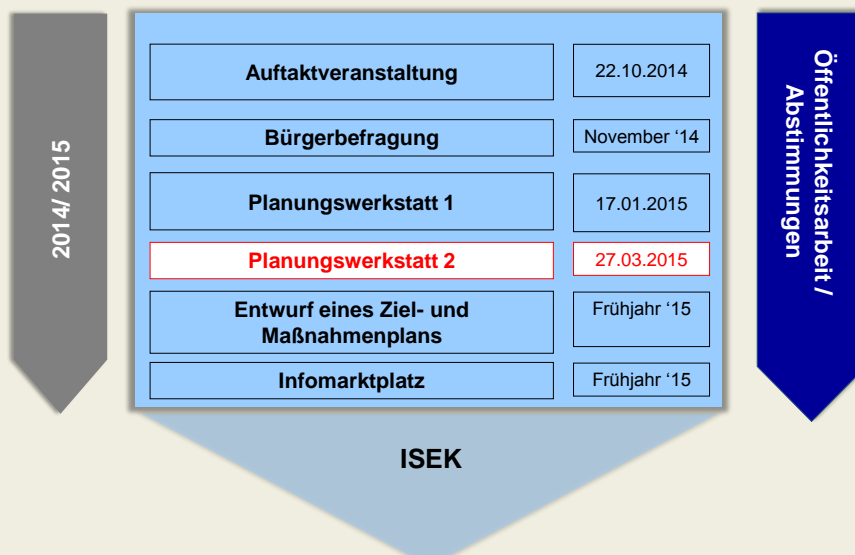 2014/ 2015
Auftaktveranstaltung
22.10.2014
Bürgerbefragung
November ‘14
Planungswerkstatt 1
17.01.2015
Planungswerkstatt 2
27.03.2015
Entwurf eines Ziel- und
Maßnahmenplans
Frühjahr ‘15
Infomarktplatz
Frühjahr ‘15
ISEK
Öffentlichkeitsarbeit /
Abstimmungen